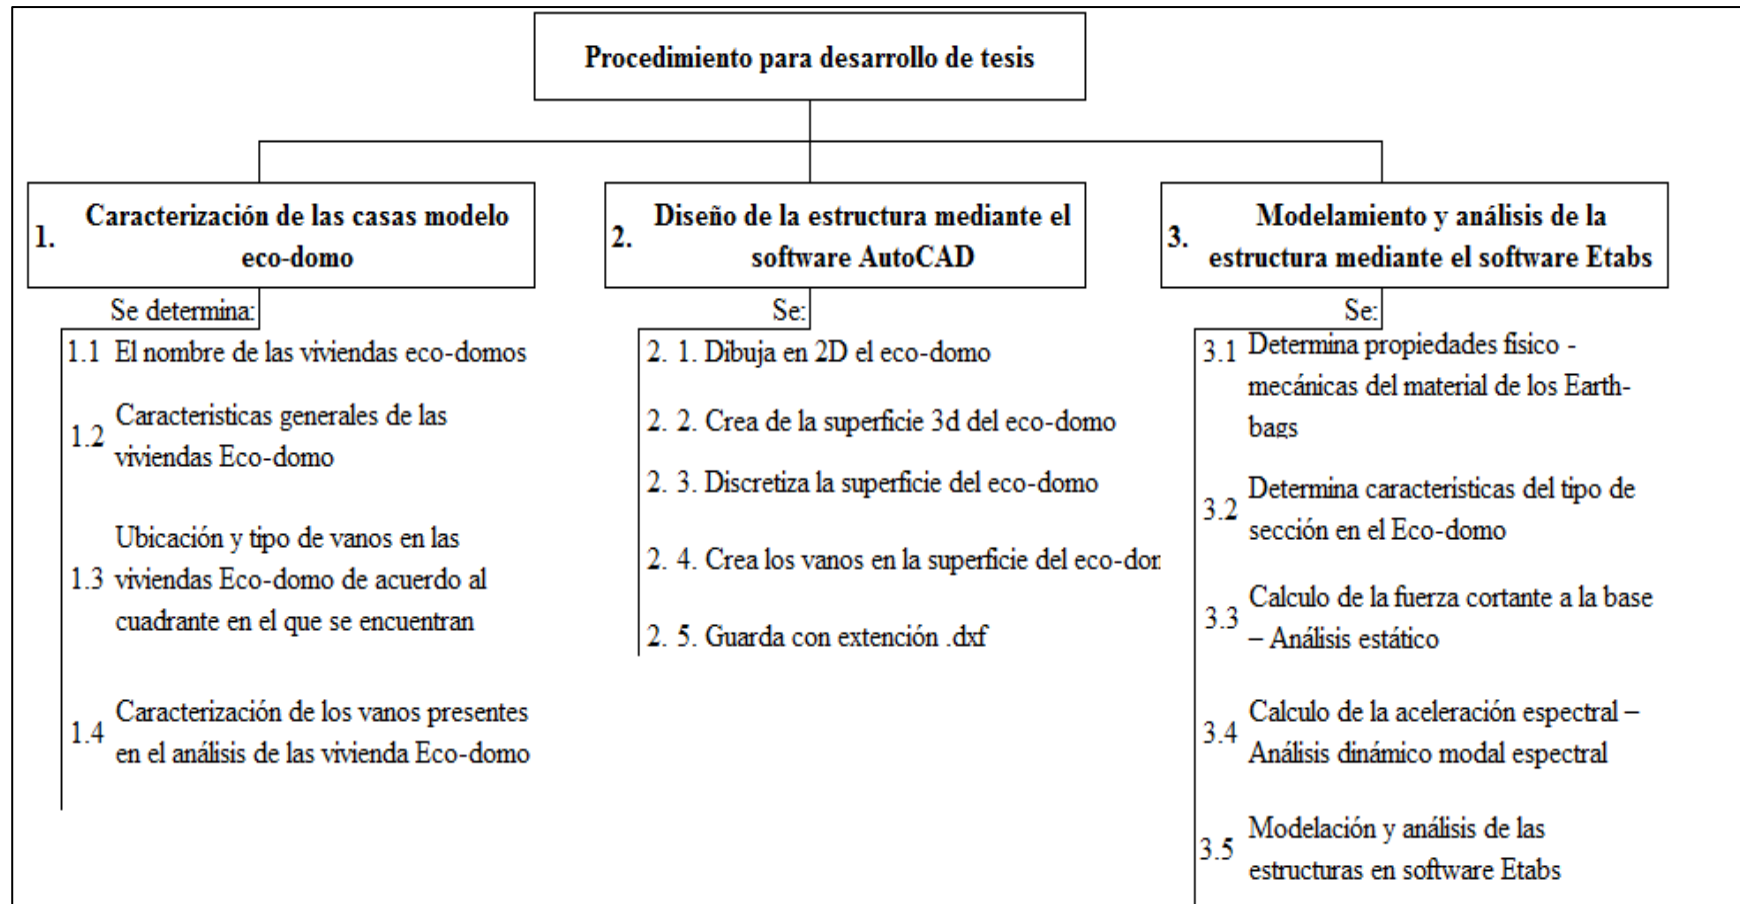 Procedimiento para desarrollo de tesis
1. Caracterización de las casas modelo
eco-domo
Se determina:
1.1 El nombre de las viviendas eco-domos
1.2 Caracteristicas generales de las
viviendas Eco-domo
1.3 Ubicación y tipo de vanos en las
viviendas Eco-domo de acuerdo al
cuadrante en el que se encuentran
1.4 Caracterización de los vanos presentes
en el análisis de las vivienda Eco-domo
2. Diseño de la estructura mediante el
software AutoCAD
Se:
2. 1. Dibuja en 2D el eco-domo
2. 2. Crea de la superficie 3d del eco-domo
2. 3. Discretiza la superficie del eco-domo
2. 4. Crea los vanos en la superficie del
2. 5. Guarda con extención .dxf
3. Modelamiento y análisis de la
estructura mediante el software Etabs
Se:
3.1 Determina propiedades físico -
mecánicas del material de los Earth-
bags
3.2 Determina características del tipo de
sección en el Eco-domo
3.3 Calculo de la fuerza cortante a la base
– Análisis estático
3.4 Calculo de la aceleración espectral –
Análisis dinámico modal espectral
3.5 Modelación y análisis de las
estructuras en software Etabs